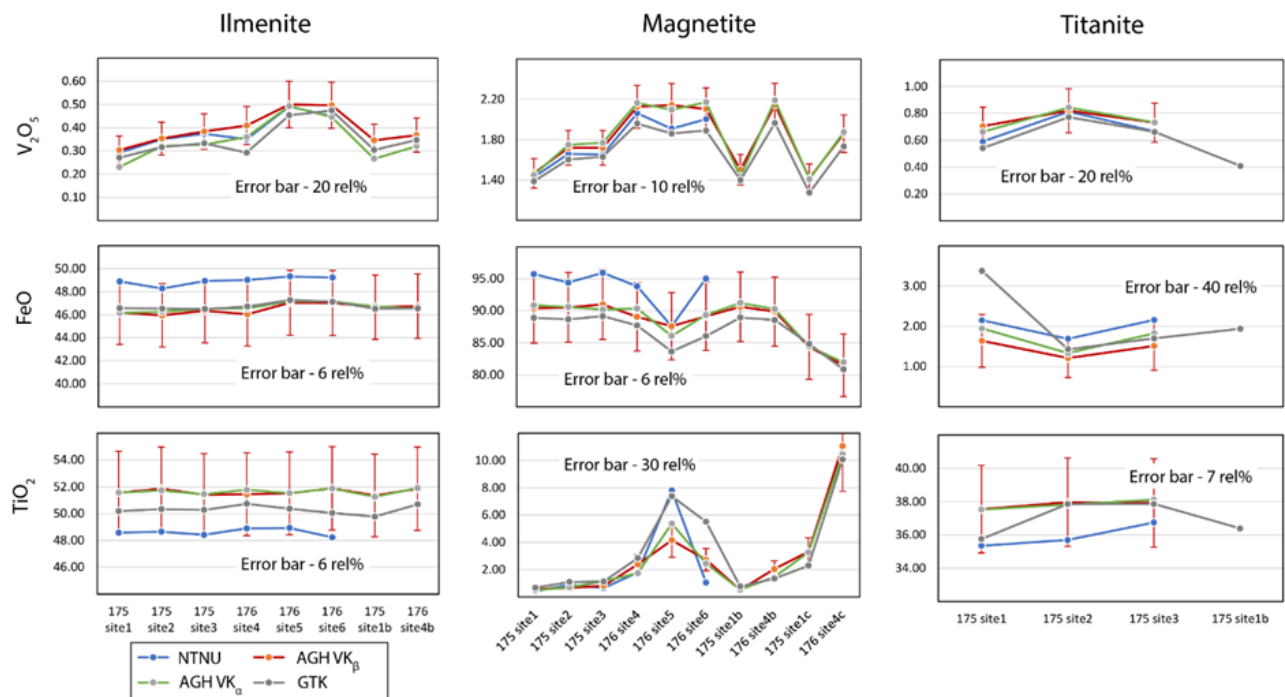 Ilmenite
Magnetite
Titanite
V₂O₅
0.60
0.50
0.40
0.30
0.20
0.10
Error bar - 20 rel%
2.20
1.80
1.40
Error bar - 10 rel%
1.00
0.80
0.60
0.40
0.20
Error bar - 20 rel%
FeO
50.00
48.00
46.00
44.00
42.00
40.00
Error bar - 6 rel%
95.00
90.00
85.00
80.00
Error bar - 6 rel%
3.00
2.00
1.00
Error bar - 40 rel%
TiO₂
54.00
52.00
50.00
48.00
46.00
Error bar - 6 rel%
10.00
8.00
6.00
4.00
2.00
Error bar - 30 rel%
40.00
38.00
36.00
34.00
Error bar - 7 rel%
175 site1
175 site2
175 site3
176 site4
176 site5
176 site6
175 site1b
176 site4b
175 site1
175 site2
175 site3
176 site4
176 site5
176 site6
175 site1b
176 site4b
175 site1c
176 site4c
175 site1
175 site2
175 site3
175 site1b
NTNU
AGH VKβ
AGH VKα
GTK